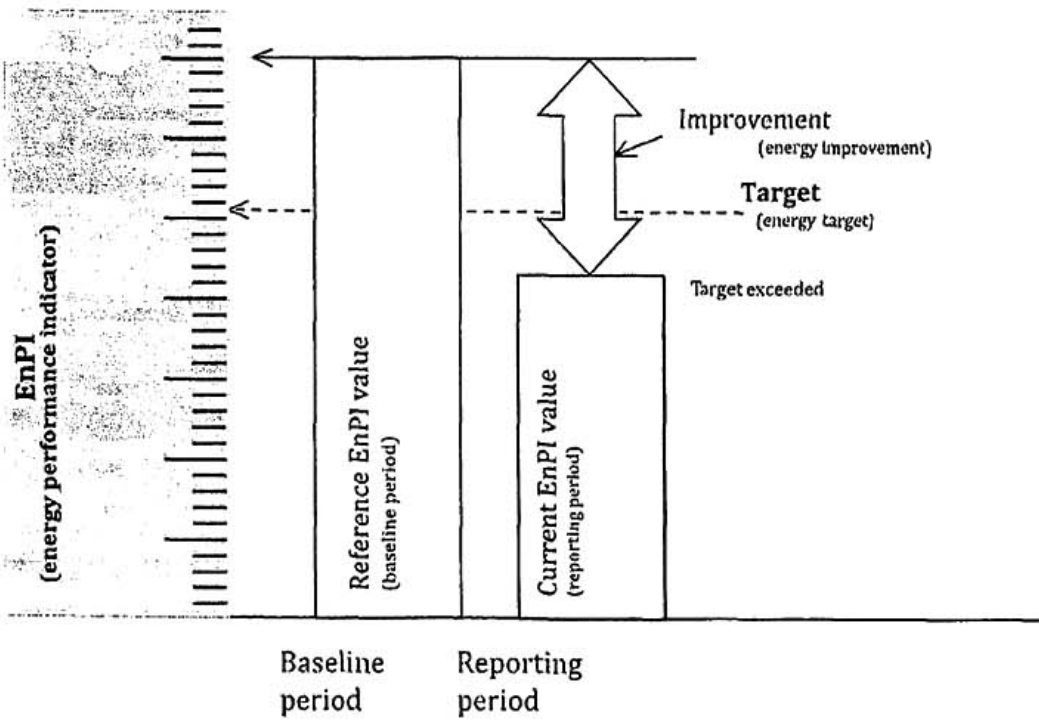 EnPI
(energy performance indicator)
Reference EnPI value
(baseline period)
Current EnPI value
(reporting period)
Improvement
(energy improvement)
Target
(energy target)
Target exceeded
Baseline
period
Reporting
period